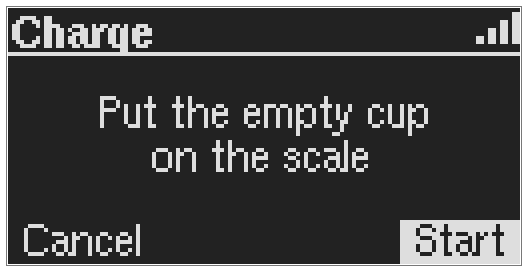 Charge
Put the empty cup
on the scale
Cancel
Start